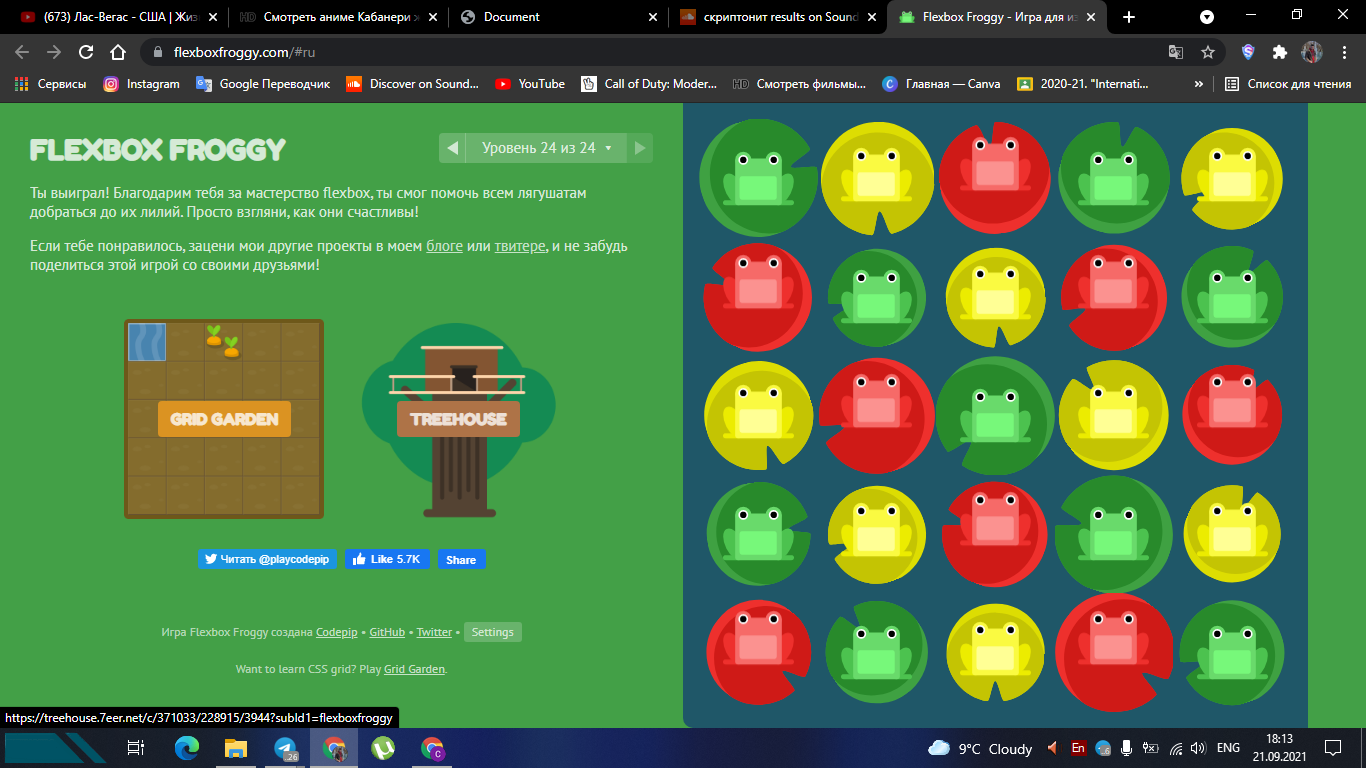 (673) Лас-Вегас - США | Жиз
Смотреть аниме Кабанери ж
Document
скриптонит results on Sound
Flexbox Froggy - Игра для из
flexboxfroggy.com/#ru
Сервисы
Instagram
Google Переводчик
Discover on Sound...
YouTube
Call of Duty: Moder...
HD Смотреть фильмы...
Главная — Canva
2020-21. "Internati...
»
Список для чтения
FLEXBOX FROGGY
Уровень 24 из 24
Ты выиграл! Благодарим тебя за мастерство flexbox, ты смог помочь всем лягушатам
добраться до их лилий. Просто взгляни, как они счастливы!
Если тебе понравилось, зацени мои другие проекты в моем блоге или твитере, и не забудь
поделиться этой игрой со своими друзьями!
GRID GARDEN
TREEHOUSE
Читать @playcodepip
Like 5.7K
Share
Игра Flexbox Froggy создана Codepip • GitHub • Twitter • Settings
Want to learn CSS grid? Play Grid Garden.
https://treehouse.7eer.net/c/371033/228915/3944?subId1=flexboxfroggy
26
9°C Cloudy
En
ENG
18:13
21.09.2021